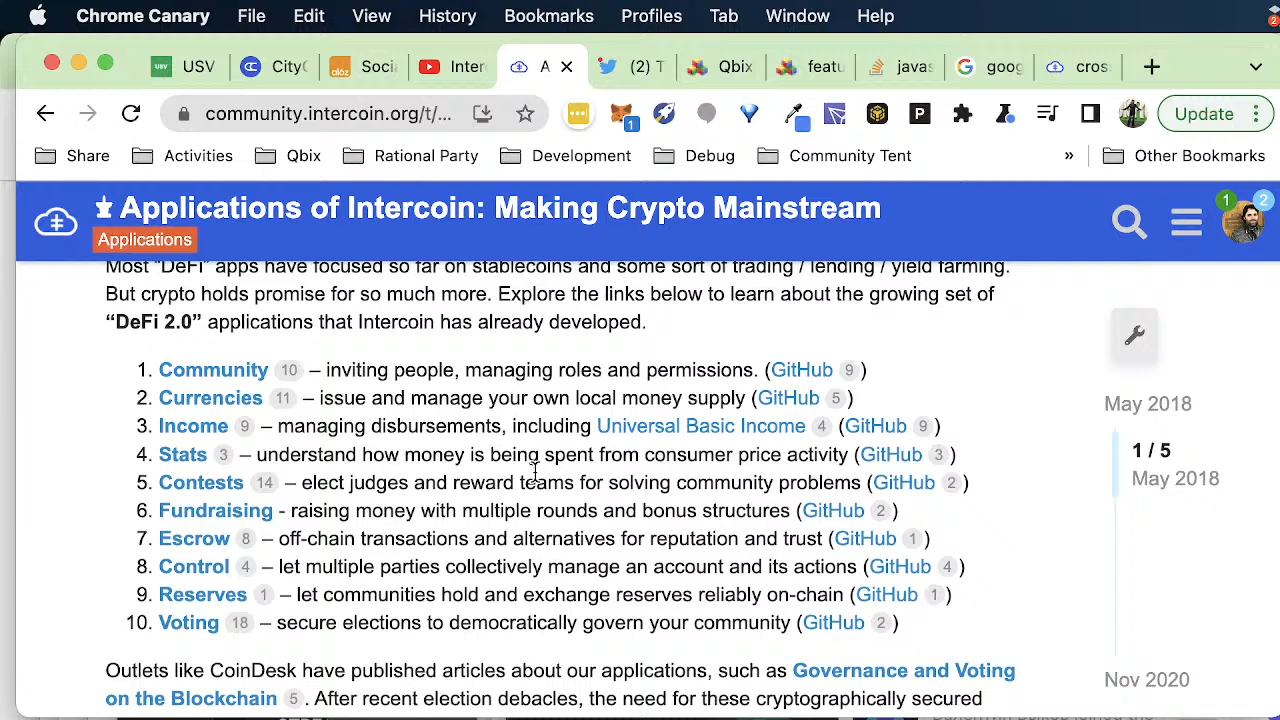 Chrome Canary File Edit View History Bookmarks Profiles Tab Window Help
2
USV USV CityC alóz Socia Inter A (2) T Qbix featu javas goog cros
community.intercoin.org/t/... 1 P Update
Share Activities Qbix Rational Party Development Debug Community Tent » Other Bookmarks
Applications of Intercoin: Making Crypto Mainstream
Applications
1 2
Most “DeFi” apps have focused so far on stablecoins and some sort of trading / lending / yield farming.
But crypto holds promise for so much more. Explore the links below to learn about the growing set of
“DeFi 2.0” applications that Intercoin has already developed.
1. Community 10 – inviting people, managing roles and permissions. (GitHub 9)
2. Currencies 11 – issue and manage your own local money supply (GitHub 5)
3. Income 9 – managing disbursements, including Universal Basic Income 4 (GitHub 9)
4. Stats 3 – understand how money is being spent from consumer price activity (GitHub 3)
5. Contests 14 – elect judges and reward teams for solving community problems (GitHub 2)
6. Fundraising - raising money with multiple rounds and bonus structures (GitHub 2)
7. Escrow 8 – off-chain transactions and alternatives for reputation and trust (GitHub 1)
8. Control 4 – let multiple parties collectively manage an account and its actions (GitHub 4)
9. Reserves 1 – let communities hold and exchange reserves reliably on-chain (GitHub 1)
10. Voting 18 – secure elections to democratically govern your community (GitHub 2)
Outlets like CoinDesk have published articles about our applications, such as Governance and Voting
on the Blockchain 5. After recent election debacles, the need for these cryptographically secured
May 2018
1 / 5
May 2018
Nov 2020